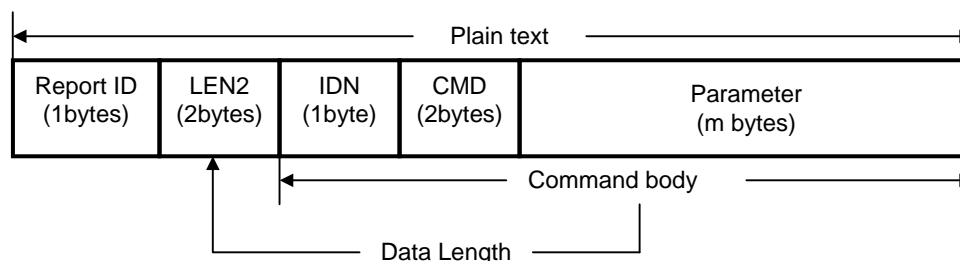 Plain text
Report ID
(1bytes)
LEN2
(2bytes)
IDN
(1byte)
CMD
(2bytes)
Parameter
(m bytes)
Command body
Data Length